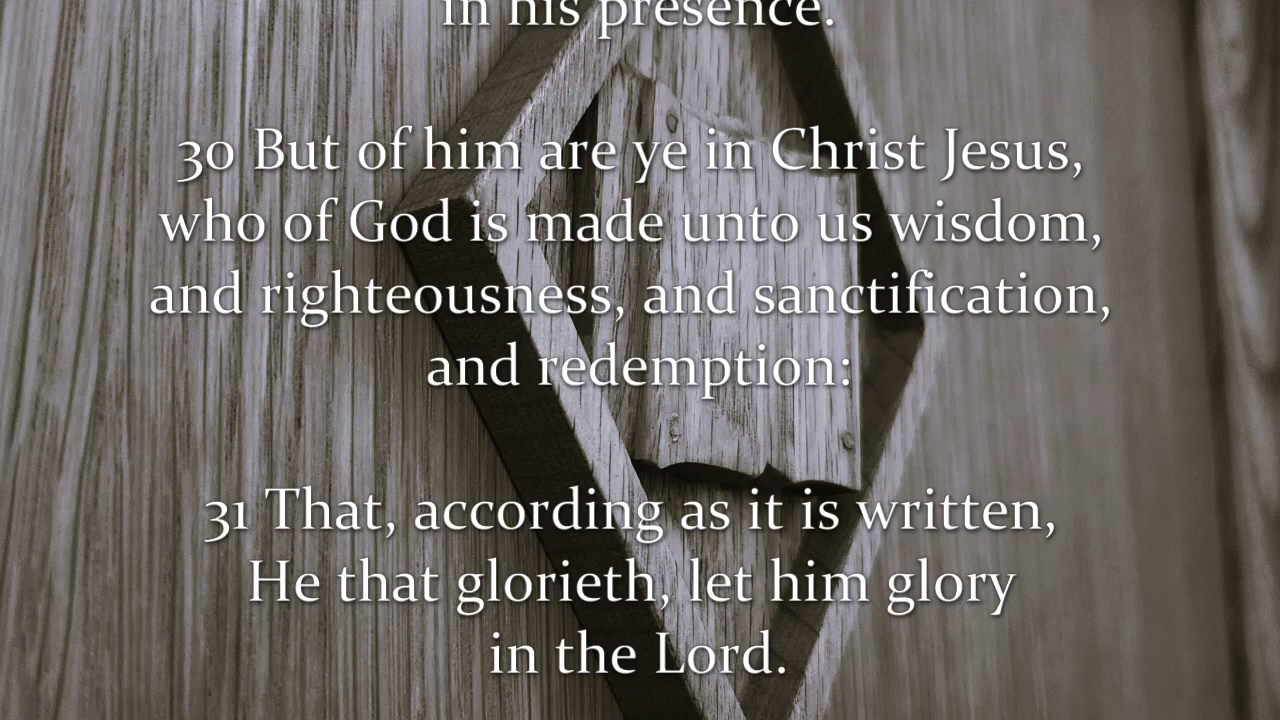 in his presence.
30 But of him are ye in Christ Jesus,
who of God is made unto us wisdom,
and righteousness, and sanctification,
and redemption:
31 That, according as it is written,
He that glorieth, let him glory
in the Lord.